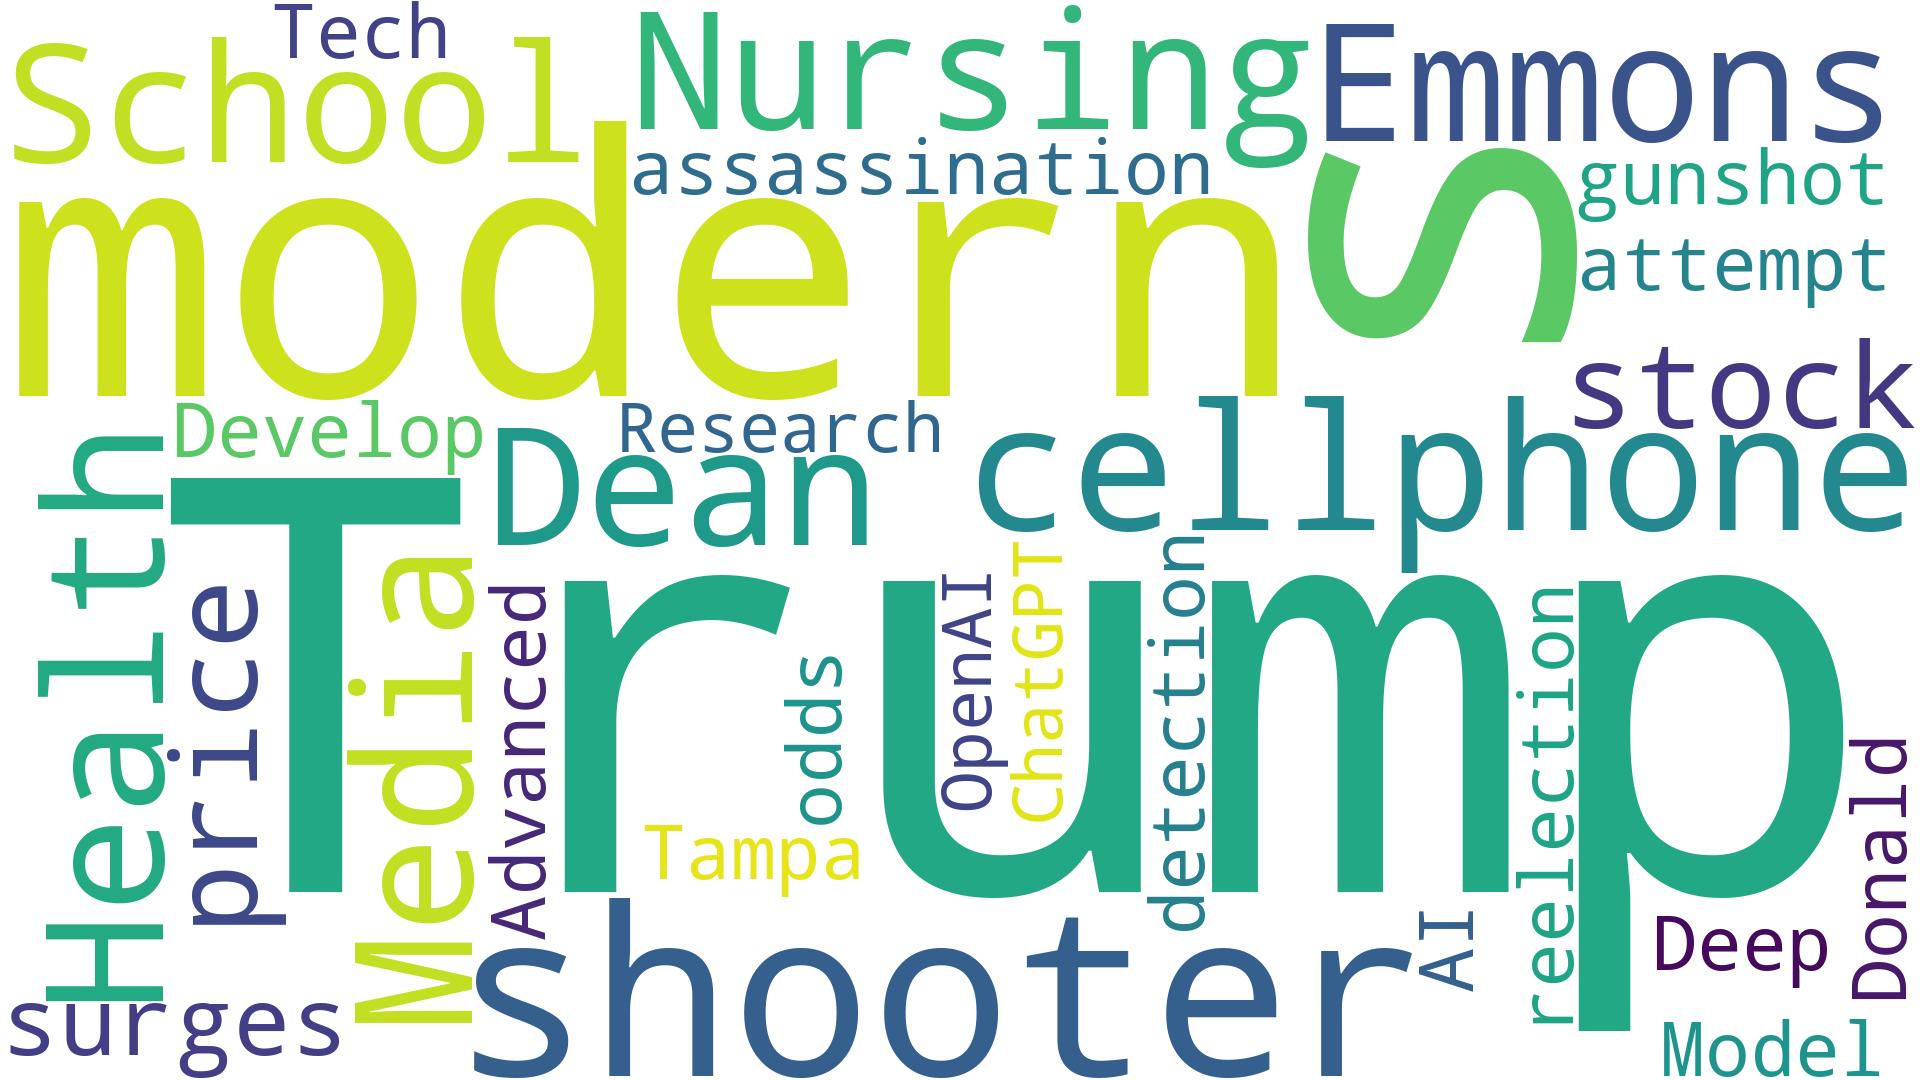 Tech
School
Nursing
Emmons
assassination
gunshot
modern
S
attempt
stock
Develop
Research
Dean
cellphone
Health
Trump
price
Media
Advanced
odds
OpenAI
ChatGPT
detection
reelection
Donald
Tampa
shooter
AI
Deep
surges
Model